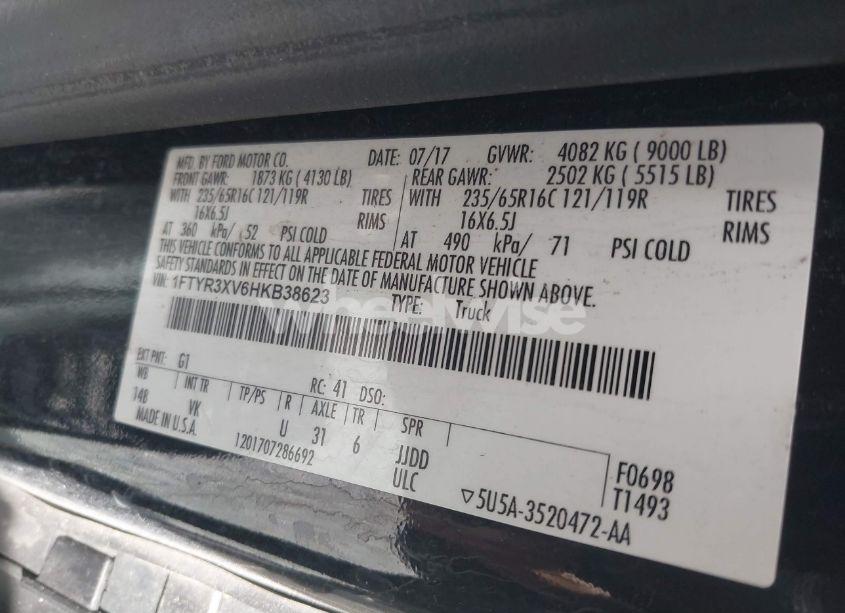 MFD. BY FORD MOTOR CO. DATE: 07/17 GVWR: 4082 KG ( 9000 LB)
FRONT GAWR: 1873 KG ( 4130 LB) REAR GAWR: 2502 KG ( 5515 LB)
WITH 235/65R16C 121/119R TIRES WITH 235/65R16C 121/119R TIRES
16X6.5J RIMS 16X6.5J RIMS
AT 360 kPa/ 52 PSI COLD AT 490 kPa/ 71 PSI COLD
THIS VEHICLE CONFORMS TO ALL APPLICABLE FEDERAL MOTOR VEHICLE
SAFETY STANDARDS IN EFFECT ON THE DATE OF MANUFACTURE SHOWN ABOVE.
VIN: 1FTYR3XV6HKB38623 TYPE: Truck
wheelwise
EXT PNT: G1 RC: 41 DSO:
WB INT TR TP/PS R AXLE TR SPR
148 VK U 31 6 JJDD F0698
MADE IN U.S.A. 1201707286692 ULC T1493
▽5U5A-3520472-AA